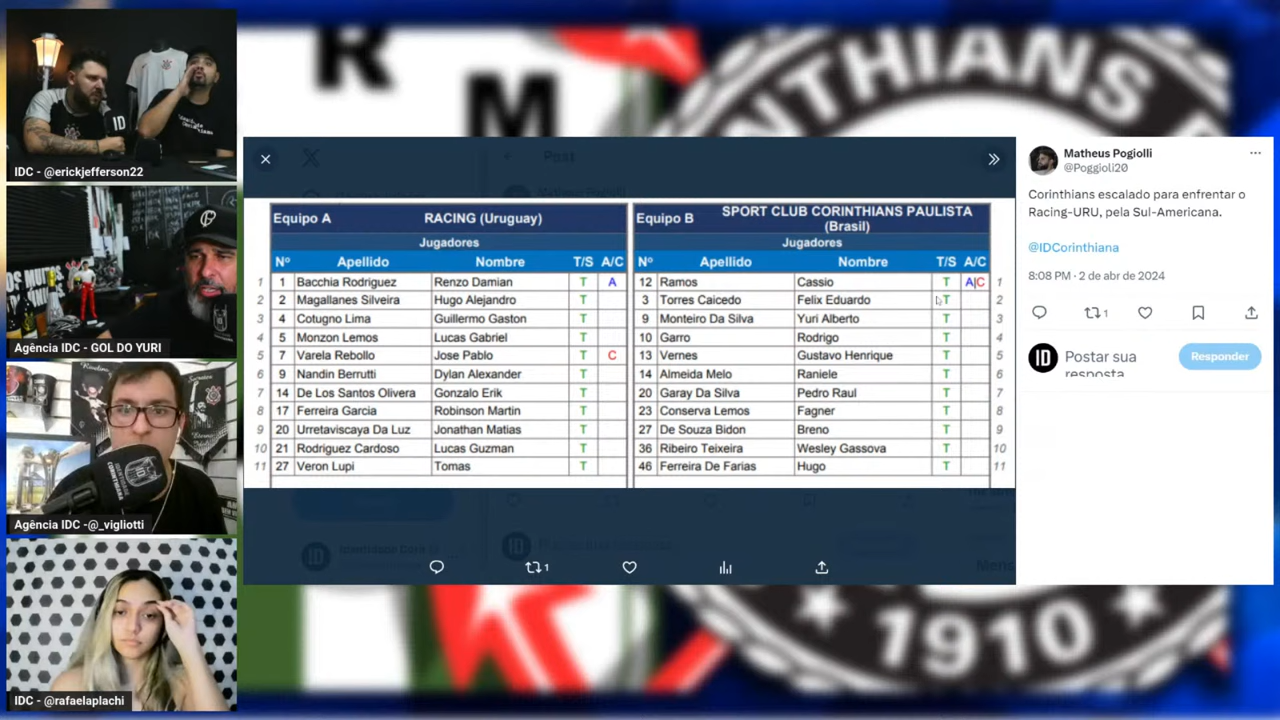 R
M
INTHIANS P
1910
ID
IDC - @erickjefferson22
Agência IDC - GOL DO YURI
Agência IDC -@_vigliotti
IDC - @rafaelaplachi
Post
Equipo A RACING (Uruguay)
Jugadores
Nº Apellido Nombre T/S A/C
1 1 Bacchia Rodriguez Renzo Damian T A
2 2 Magallanes Silveira Hugo Alejandro T
3 4 Cotugno Lima Guillermo Gaston T
4 5 Monzon Lemos Lucas Gabriel T
5 7 Varela Rebollo Jose Pablo T C
6 9 Nandin Berrutti Dylan Alexander T
7 14 De Los Santos Olivera Gonzalo Erik T
8 17 Ferreira Garcia Robinson Martin T
9 20 Urretaviscaya Da Luz Jonathan Matias T
10 21 Rodriguez Cardoso Lucas Guzman T
11 27 Veron Lupi Tomas T
Equipo B SPORT CLUB CORINTHIANS PAULISTA
(Brasil)
Jugadores
Nº Apellido Nombre T/S A/C
12 Ramos Cassio T A|C 1
3 Torres Caicedo Felix Eduardo T 2
9 Monteiro Da Silva Yuri Alberto T 3
10 Garro Rodrigo T 4
13 Vernes Gustavo Henrique T 5
14 Almeida Melo Raniele T 6
20 Garay Da Silva Pedro Raul T 7
23 Conserva Lemos Fagner T 8
27 De Souza Bidon Breno T 9
36 Ribeiro Teixeira Wesley Gassova T 10
46 Ferreira De Farias Hugo T 11
1
Matheus Pogiolli
@Poggioli20
Corinthians escalado para enfrentar o
Racing-URU, pela Sul-Americana.
@IDCorinthiana
8:08 PM · 2 de abr de 2024
1
ID
Postar sua
resposta
Responder